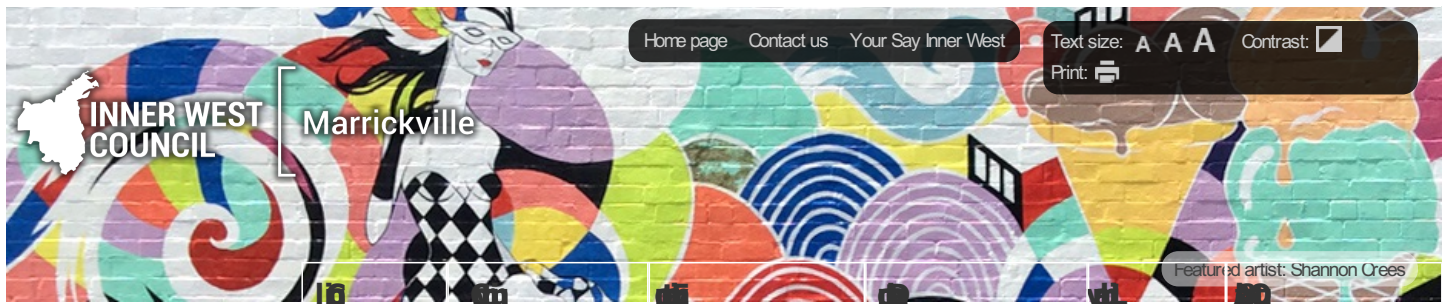 Home page Contact us Your Say Inner West
Text size: A A A Contrast:
Print:
INNER WEST
COUNCIL
Marrickville
Featured artist: Shannon Crees